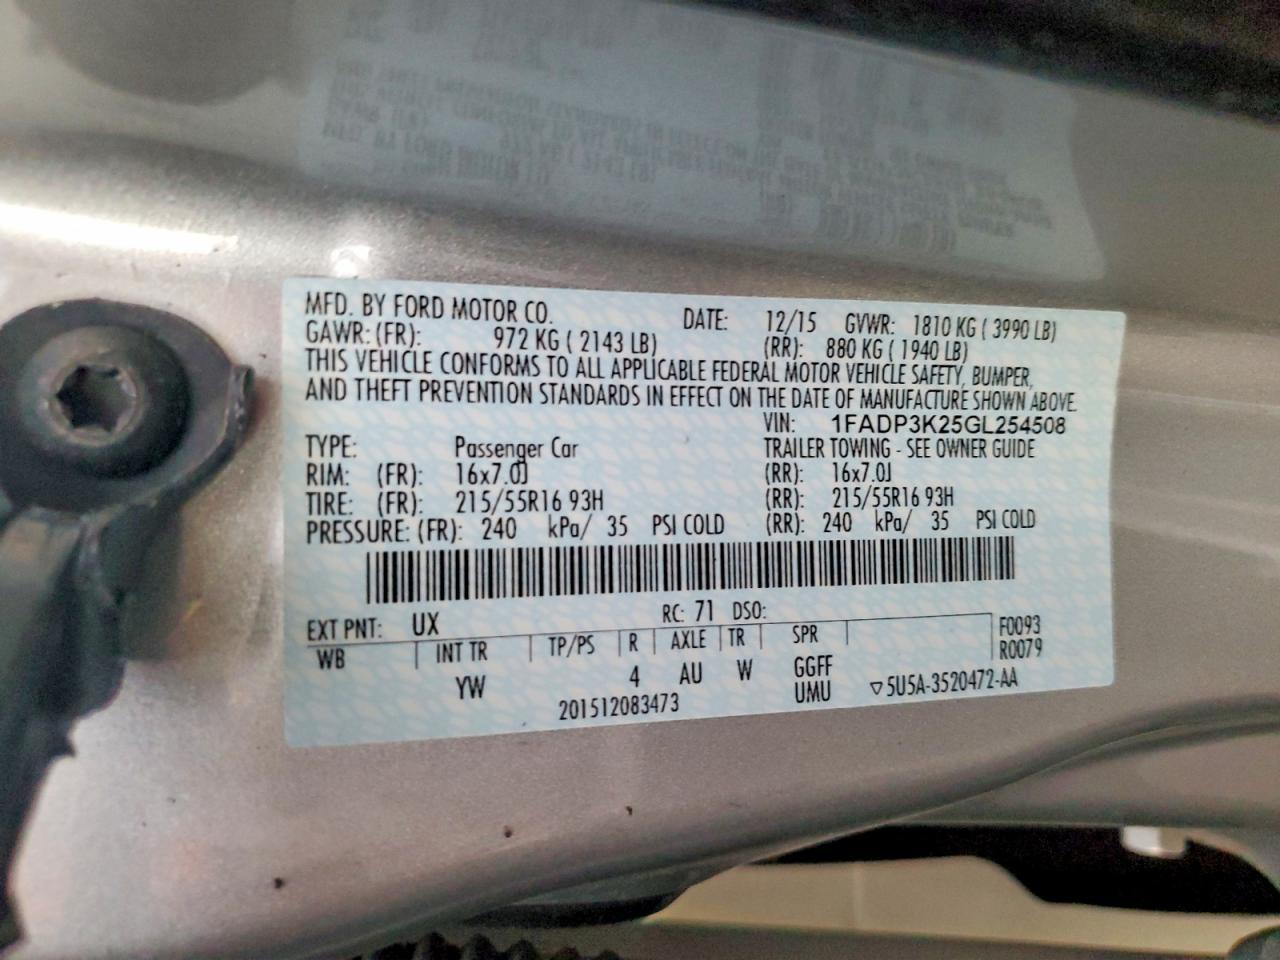 MFD. BY FORD MOTOR CO. DATE: 12/15 GVWR: 1810 KG ( 3990 LB)
GAWR: (FR): 972 KG ( 2143 LB) (RR): 880 KG ( 1940 LB)
THIS VEHICLE CONFORMS TO ALL APPLICABLE FEDERAL MOTOR VEHICLE SAFETY, BUMPER,
AND THEFT PREVENTION STANDARDS IN EFFECT ON THE DATE OF MANUFACTURE SHOWN ABOVE.
VIN: 1FADP3K25GL254508
TYPE: Passenger Car TRAILER TOWING - SEE OWNER GUIDE
RIM: (FR): 16x7.0J (RR): 16x7.0J
TIRE: (FR): 215/55R16 93H (RR): 215/55R16 93H
PRESSURE: (FR): 240 kPa/ 35 PSI COLD (RR): 240 kPa/ 35 PSI COLD
EXT PNT: UX RC: 71 DSO:
WB INT TR TP/PS R AXLE TR SPR F0093
R0079
YW 4 AU W GGFF
UMU ▽5U5A-3520472-AA
201512083473